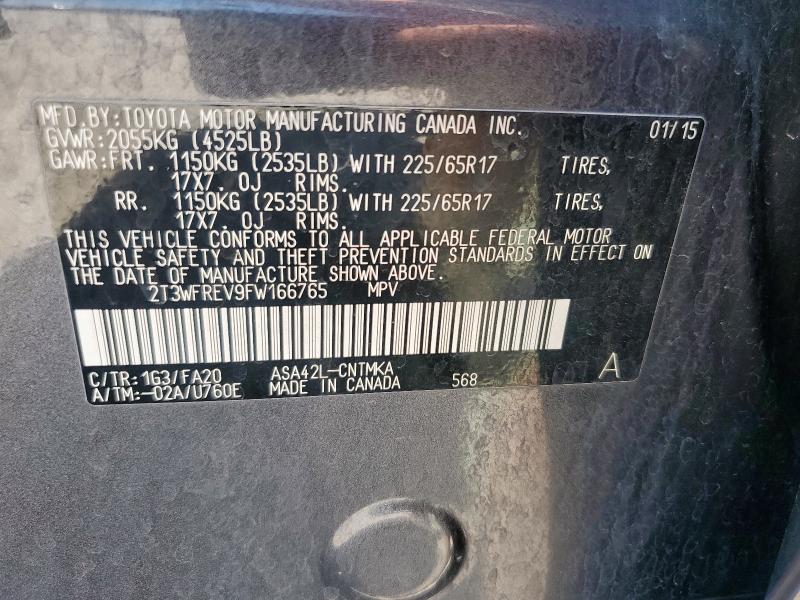 MFD.BY:TOYOTA MOTOR MANUFACTURING CANADA INC. 01/15
GVWR:2055KG (4525LB)
GAWR:FRT. 1150KG (2535LB) WITH 225/65R17 TIRES,
17X7.0J RIMS.
RR. 1150KG (2535LB) WITH 225/65R17 TIRES,
17X7.0J RIMS.
THIS VEHICLE CONFORMS TO ALL APPLICABLE FEDERAL MOTOR
VEHICLE SAFETY AND THEFT PREVENTION STANDARDS IN EFFECT ON
THE DATE OF MANUFACTURE SHOWN ABOVE.
2T3WFREV9FW166765 MPV
C/TR:1G3/FA20 ASA42L-CNTMKA 568 A
A/TM:-02A/U760E MADE IN CANADA